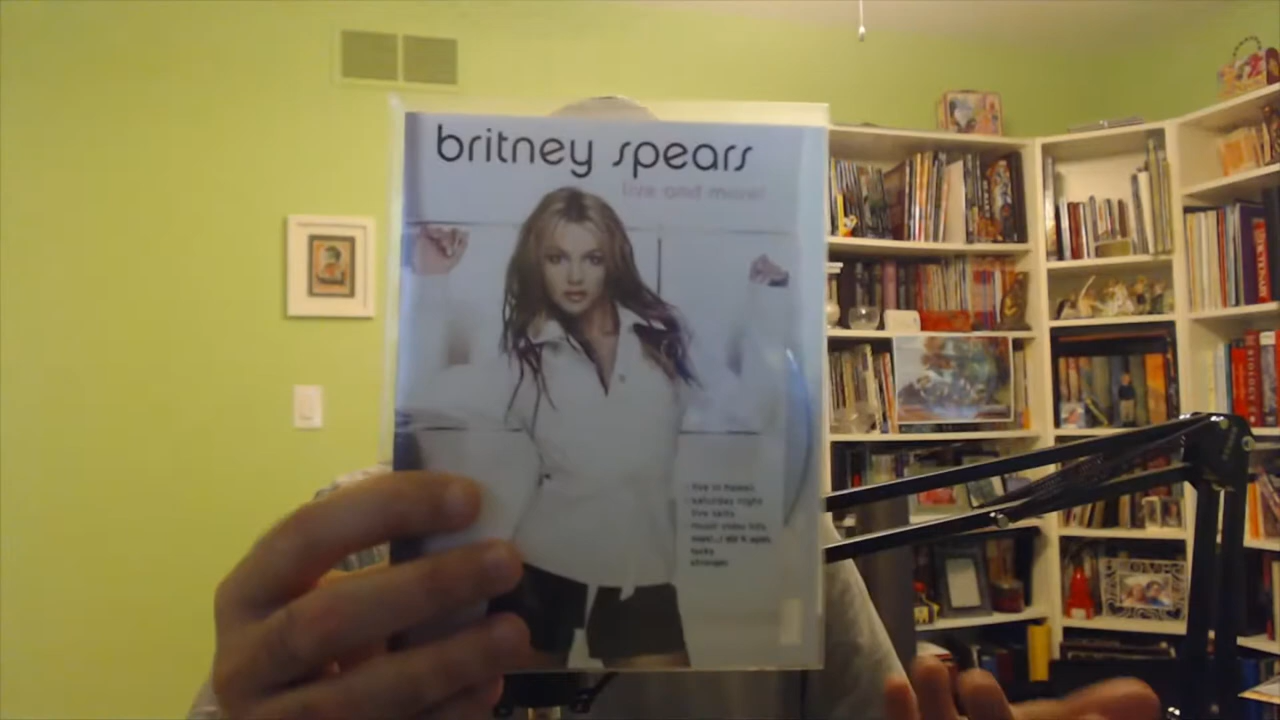 britney spears
live and more!
live in hawaii
saturday night
live skits
music video hits
oops!...i did it again
lucky
stronger